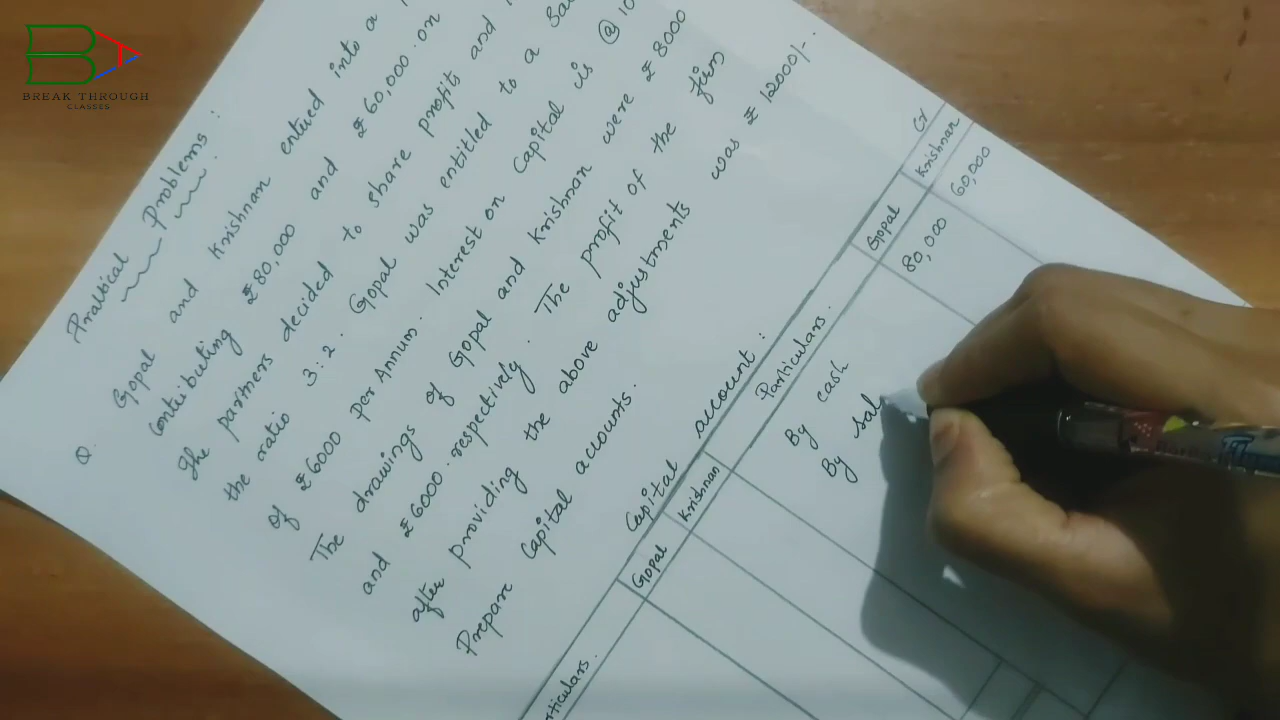 BREAK THROUGH
CLASSES
Practical Problems :
Q. Gopal and Krishnan entered into a
contributing ₹80,000 and ₹60,000. on
The partners decided to share profits and
the ratio 3:2. Gopal was entitled to a
of ₹6000 per Annum. Interest on Capital is @ 10
The drawings of Gopal and Krishnan were ₹8000
and ₹6000. respectively. The profit of the firm
after providing the above adjustments was ₹12000/-.
Prepare Capital accounts.
Capital account :
Cr
rticulars. Gopal Krishnan Particulars. Gopal Krishnan
By cash 80,000 60,000
By sal